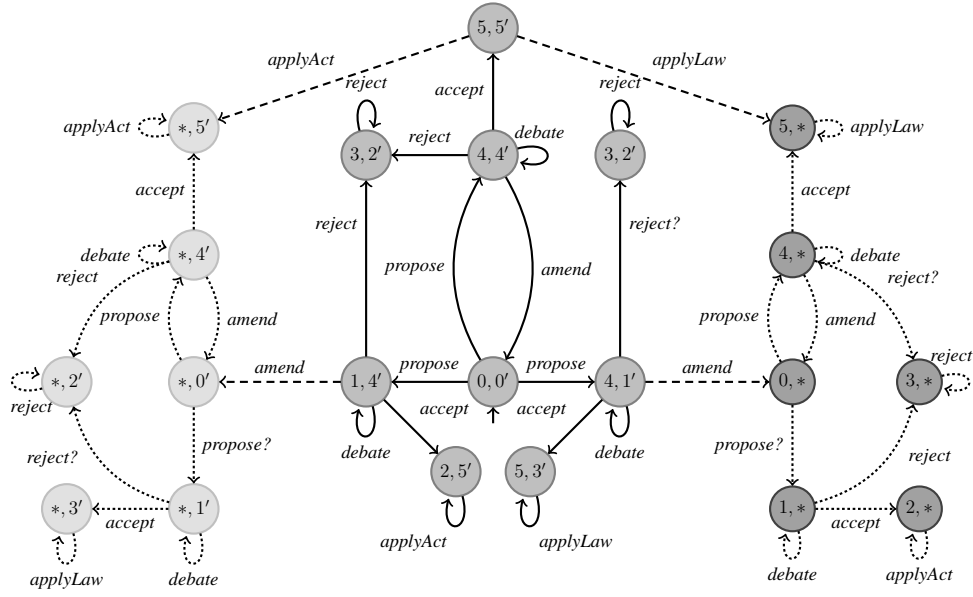 5, 5′
applyAct
applyLaw
reject
reject
accept
applyAct
∗, 5′
5, ∗
applyLaw
3, 2′
reject
4, 4′
debate
3, 2′
accept
accept
reject
reject?
debate
∗, 4′
4, ∗
debate
reject
reject?
propose
amend
propose
amend
propose
amend
∗, 2′
∗, 0′
amend
1, 4′
propose
0, 0′
propose
4, 1′
amend
0, ∗
3, ∗
reject
reject
accept
accept
propose?
debate
debate
propose?
reject?
2, 5′
5, 3′
reject
∗, 3′
accept
∗, 1′
1, ∗
accept
2, ∗
applyAct
applyLaw
applyLaw
debate
debate
applyAct